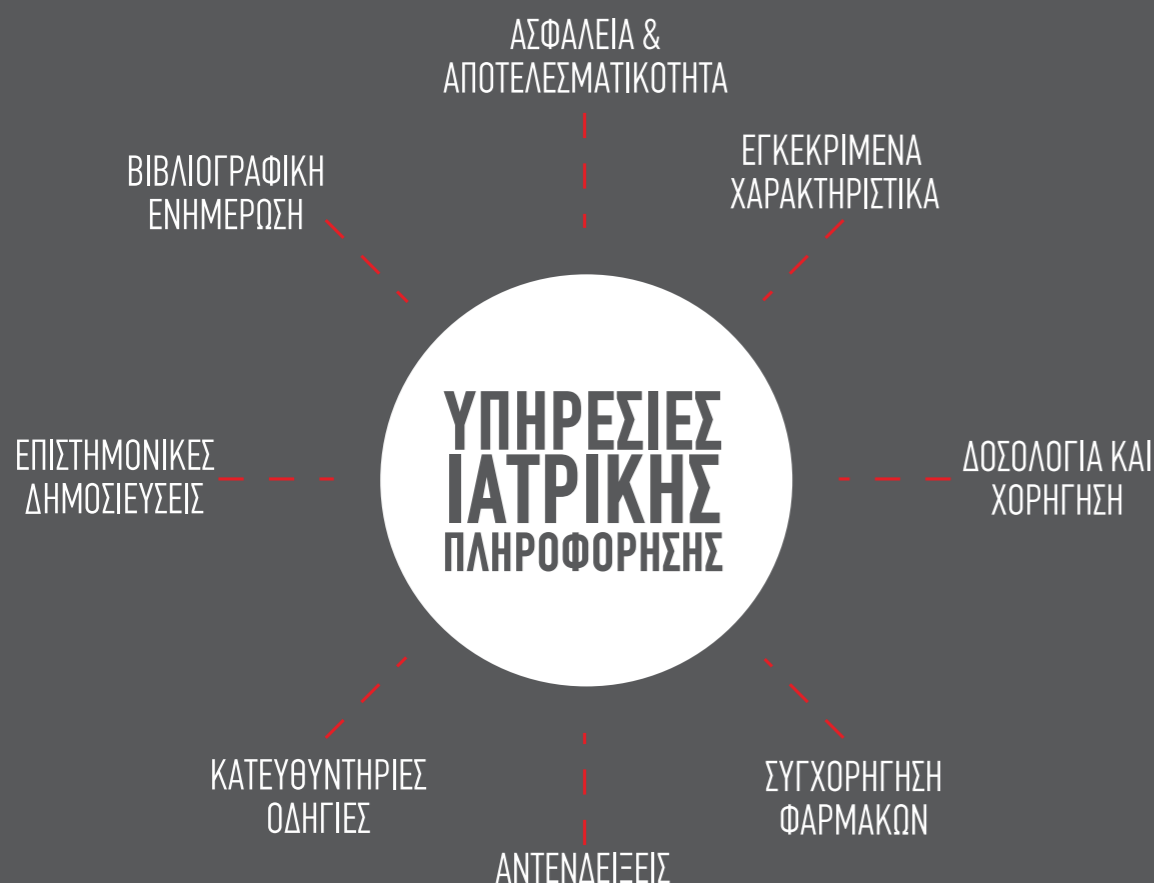 ΑΣΦΑΛΕΙΑ &
ΑΠΟΤΕΛΕΣΜΑΤΙΚΟΤΗΤΑ
ΕΓΚΕΚΡΙΜΕΝΑ
ΧΑΡΑΚΤΗΡΙΣΤΙΚΑ
ΒΙΒΛΙΟΓΡΑΦΙΚΗ
ΕΝΗΜΕΡΩΣΗ
ΥΠΗΡΕΣΙΕΣ
ΙΑΤΡΙΚΗΣ
ΠΛΗΡΟΦΟΡΗΣΗΣ
ΕΠΙΣΤΗΜΟΝΙΚΕΣ
ΔΗΜΟΣΙΕΥΣΕΙΣ
ΔΟΣΟΛΟΓΙΑ ΚΑΙ
ΧΟΡΗΓΗΣΗ
ΚΑΤΕΥΘΥΝΤΗΡΙΕΣ
ΟΔΗΓΙΕΣ
ΣΥΓΧΟΡΗΓΗΣΗ
ΦΑΡΜΑΚΩΝ
ΑΝΤΕΝΔΕΙΞΕΙΣ